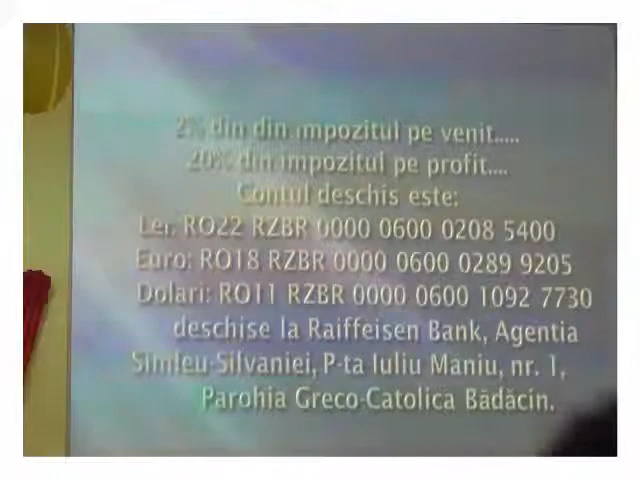 2% din din impozitul pe venit.....
20% din impozitul pe profit....
Contul deschis este:
Lei: RO22 RZBR 0000 0600 0208 5400
Euro: RO18 RZBR 0000 0600 0289 9205
Dolari: RO11 RZBR 0000 0600 1092 7730
deschise la Raiffeisen Bank, Agentia
Simleu-Silvaniei, P-ta Iuliu Maniu, nr. 1,
Parohia Greco-Catolica Bădăcin.